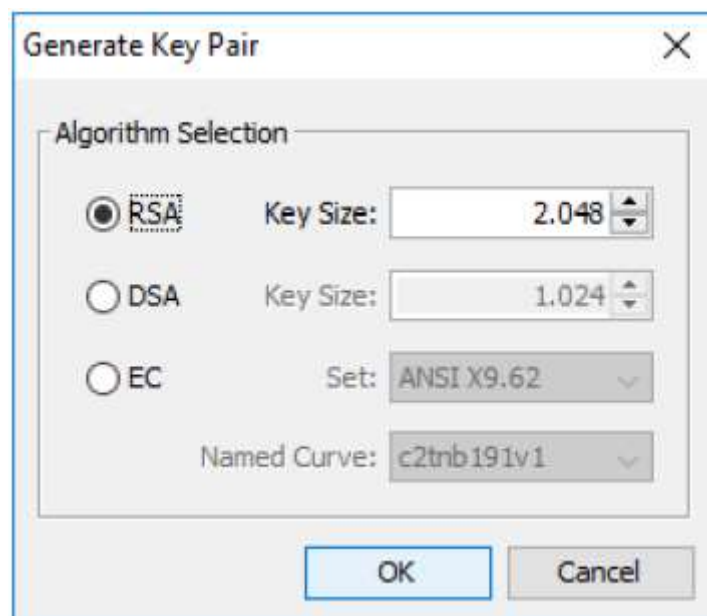 Generate Key Pair
Algorithm Selection
RSA Key Size: 2.048
DSA Key Size: 1.024
EC Set: ANSI X9.62
Named Curve: c2tnb191v1
OK Cancel